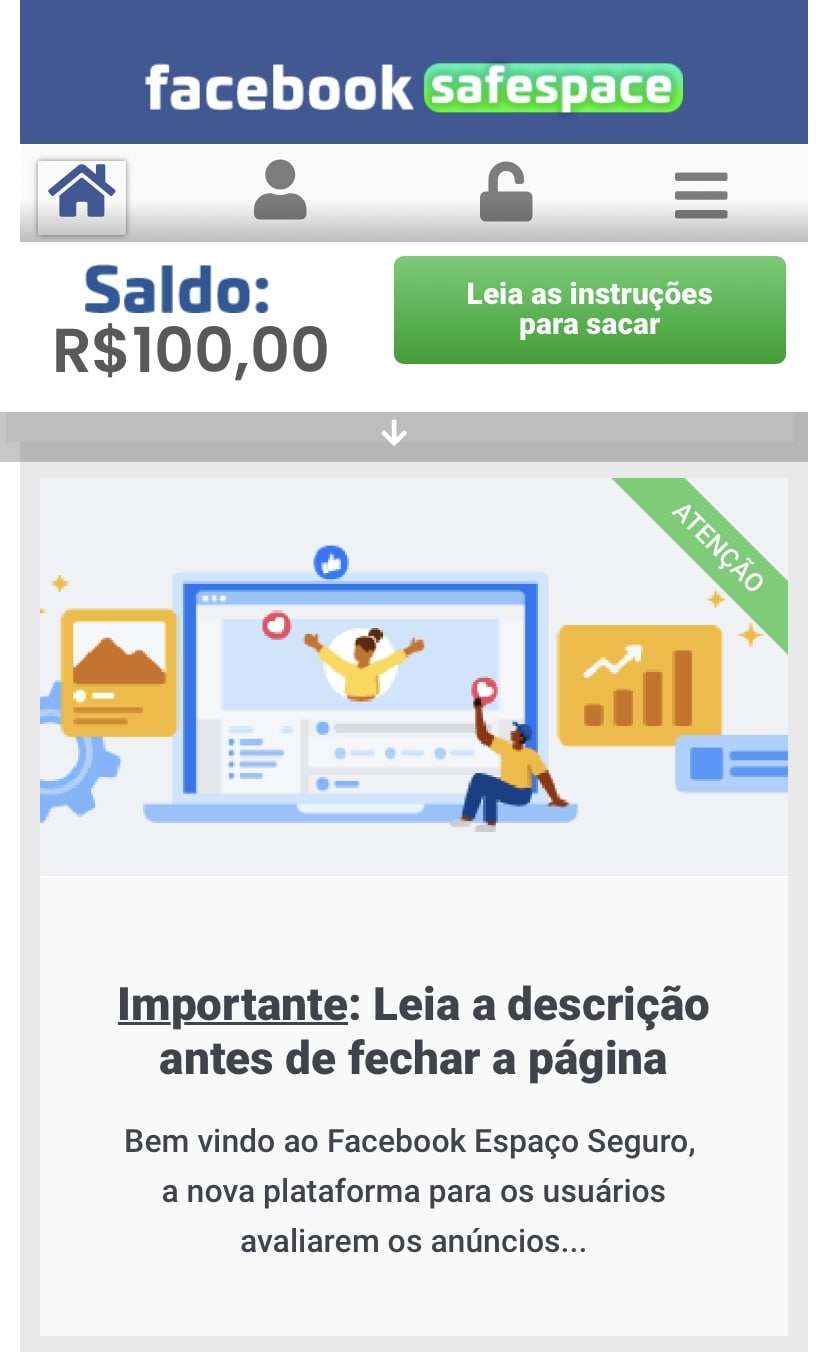 facebook safespace
Saldo:
R$100,00
Leia as instruções
para sacar
ATENÇÃO
Importante: Leia a descrição
antes de fechar a página
Bem vindo ao Facebook Espaço Seguro,
a nova plataforma para os usuários
avaliarem os anúncios...